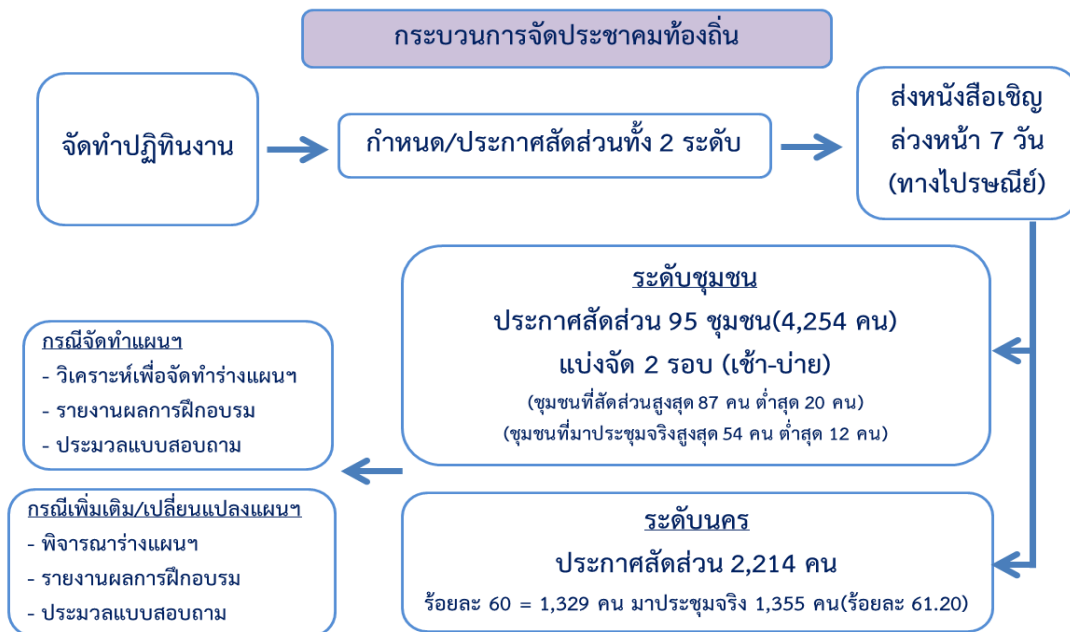 กระบวนการจัดประชาคมท้องถิ่น
จัดทำปฏิทินงาน
กำหนด/ประกาศสัดส่วนทั้ง 2 ระดับ
ส่งหนังสือเชิญ
ล่วงหน้า 7 วัน
(ทางไปรษณีย์)
ระดับชุมชน
ประกาศสัดส่วน 95 ชุมชน(4,254 คน)
แบ่งจัด 2 รอบ (เช้า-บ่าย)
(ชุมชนที่สัดส่วนสูงสุด 87 คน ต่ำสุด 20 คน)
(ชุมชนที่มาประชุมจริงสูงสุด 54 คน ต่ำสุด 12 คน)
ระดับนคร
ประกาศสัดส่วน 2,214 คน
ร้อยละ 60 = 1,329 คน มาประชุมจริง 1,355 คน(ร้อยละ 61.20)
กรณีจัดทำแผนฯ
- วิเคราะห์เพื่อจัดทำร่างแผนฯ
- รายงานผลการฝึกอบรม
- ประมวลแบบสอบถาม
กรณีเพิ่มเติม/เปลี่ยนแปลงแผนฯ
- พิจารณาร่างแผนฯ
- รายงานผลการฝึกอบรม
- ประมวลแบบสอบถาม